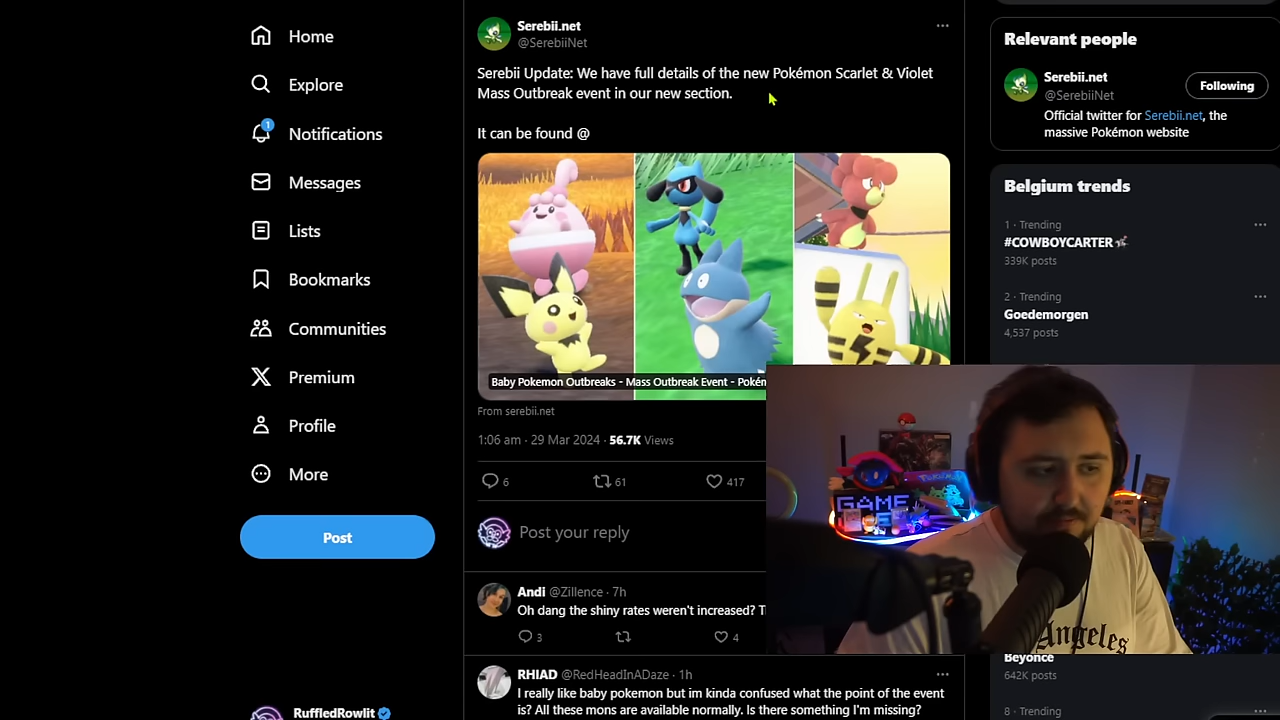 Home
Explore
1
Notifications
Messages
Lists
Bookmarks
Communities
Premium
Profile
More
Post
RuffledRowlit
Serebii.net
@SerebiiNet
Serebii Update: We have full details of the new Pokémon Scarlet & Violet
Mass Outbreak event in our new section.
It can be found @
Baby Pokemon Outbreaks - Mass Outbreak Event - Pokén
From serebii.net
1:06 am · 29 Mar 2024 · 56.7K Views
6 61 417
Post your reply
Andi @Zillence · 7h
Oh dang the shiny rates weren't increased? T
3 4
RHIAD @RedHeadInADaze · 1h
I really like baby pokemon but im kinda confused what the point of the event
is? All these mons are available normally. Is there something I'm missing?
Relevant people
Serebii.net
@SerebiiNet
Following
Official twitter for Serebii.net, the
massive Pokémon website
Belgium trends
1 · Trending
#COWBOYCARTER
339K posts
2 · Trending
Goedemorgen
4,537 posts
GAME
Angeles
Beyonce
642K posts
8 · Trending